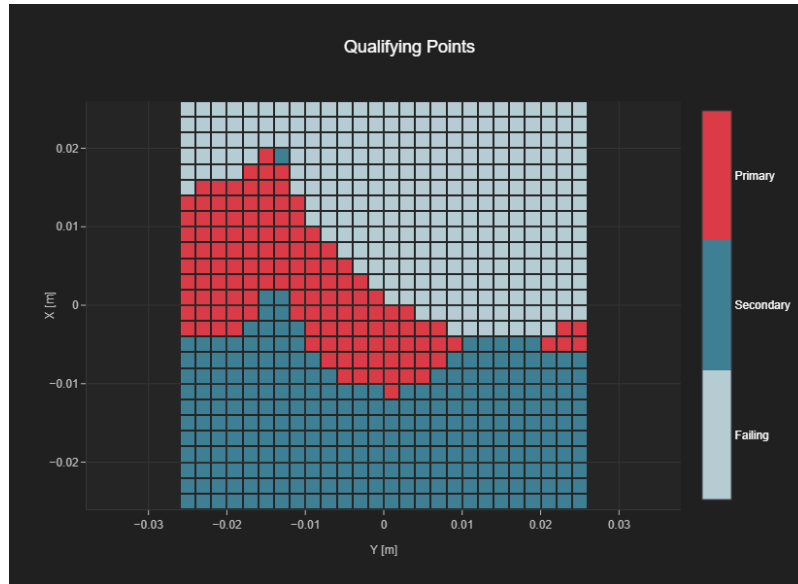 Qualifying Points
0.02
0.01
0
−0.01
−0.02
X [m]
−0.03
−0.02
−0.01
0
0.01
0.02
0.03
Y [m]
Primary
Secondary
Failing